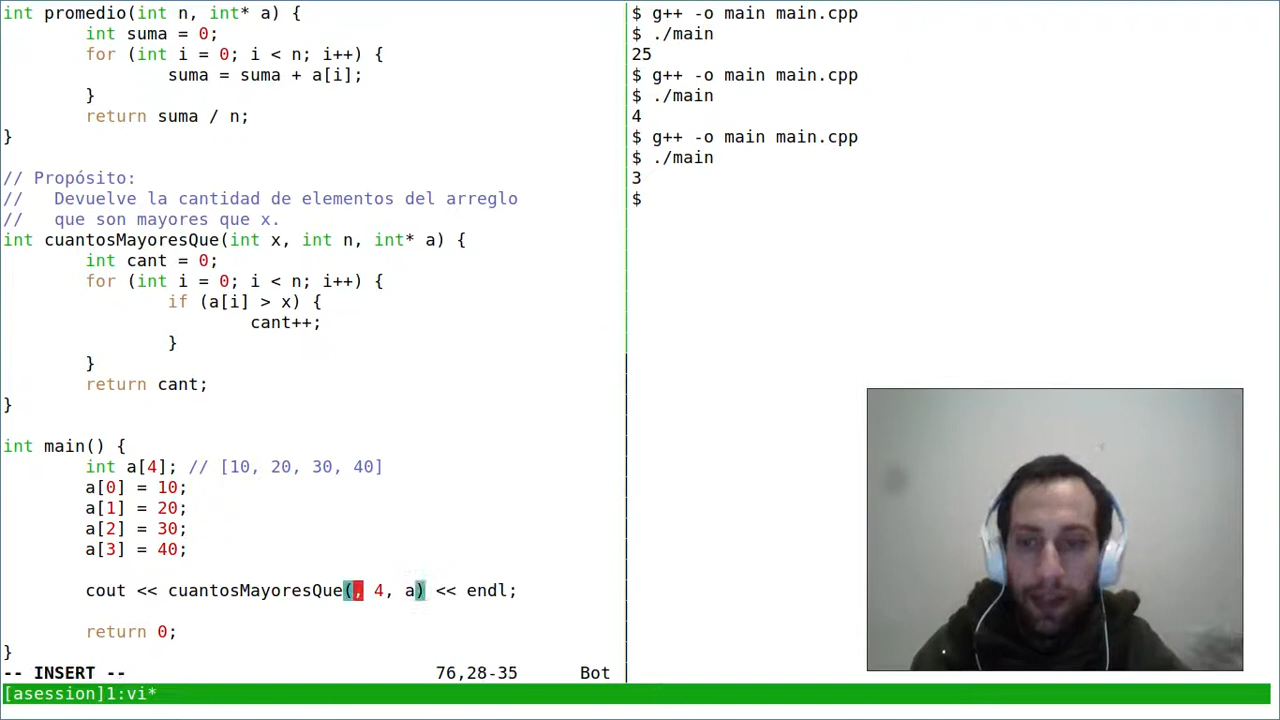 int promedio(int n, int* a) {
int suma = 0;
for (int i = 0; i < n; i++) {
suma = suma + a[i];
}
return suma / n;
}
// Propósito:
//   Devuelve la cantidad de elementos del arreglo
//   que son mayores que x.
int cuantosMayoresQue(int x, int n, int* a) {
int cant = 0;
for (int i = 0; i < n; i++) {
if (a[i] > x) {
cant++;
}
}
return cant;
}
int main() {
int a[4]; // [10, 20, 30, 40]
a[0] = 10;
a[1] = 20;
a[2] = 30;
a[3] = 40;
cout << cuantosMayoresQue(, 4, a) << endl;
return 0;
}
-- INSERT -- 76,28-35 Bot
[asession]1:vi*
$ g++ -o main main.cpp
$ ./main
25
$ g++ -o main main.cpp
$ ./main
4
$ g++ -o main main.cpp
$ ./main
3
$